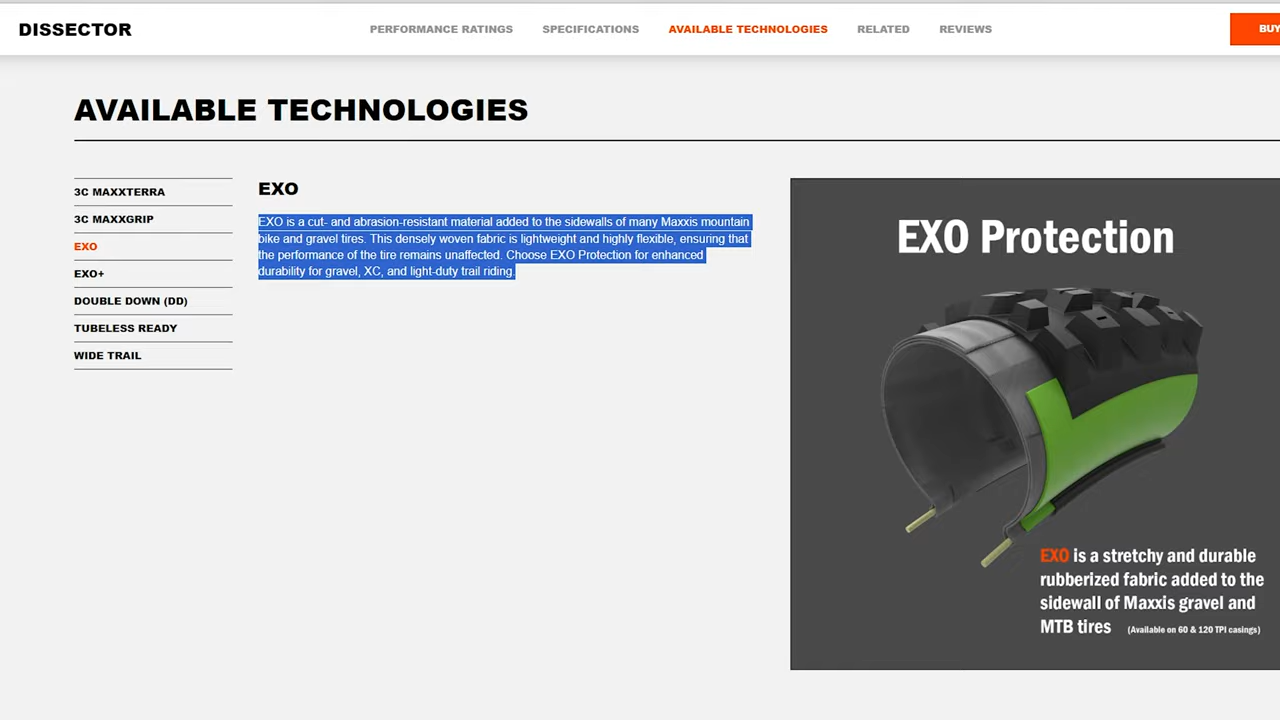 DISSECTOR
PERFORMANCE RATINGS
SPECIFICATIONS
AVAILABLE TECHNOLOGIES
RELATED
REVIEWS
BUY
AVAILABLE TECHNOLOGIES
3C MAXXTERRA
3C MAXXGRIP
EXO
EXO+
DOUBLE DOWN (DD)
TUBELESS READY
WIDE TRAIL
EXO
EXO is a cut- and abrasion-resistant material added to the sidewalls of many Maxxis mountain
bike and gravel tires. This densely woven fabric is lightweight and highly flexible, ensuring that
the performance of the tire remains unaffected. Choose EXO Protection for enhanced
durability for gravel, XC, and light-duty trail riding.
EXO Protection
EXO is a stretchy and durable
rubberized fabric added to the
sidewall of Maxxis gravel and
MTB tires (Available on 60 & 120 TPI casings)